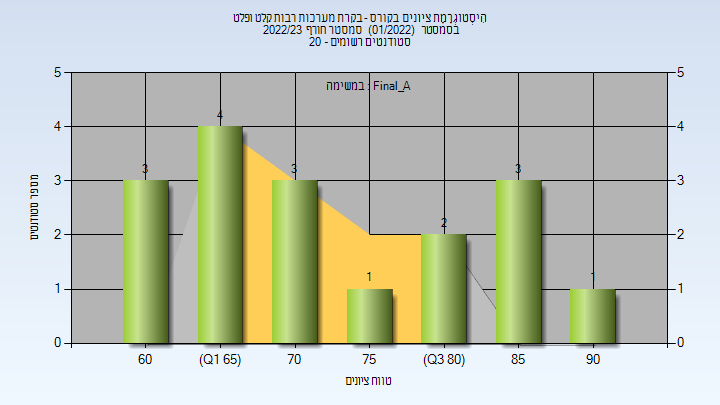 היסטוגרמת ציונים בקורס - בקרת מערכות רבות קלט ופלט
בסמסטר (01/2022) סמסטר חורף 2022/23
סטודנטים רשומים - 20
במשימה : Final_A
5 5
4 4
3 3
2 2
1 1
0 0
3 4 3 1 2 3 1
מספר סטודנטים
60 (Q1 65) 70 75 (Q3 80) 85 90
טווח ציונים